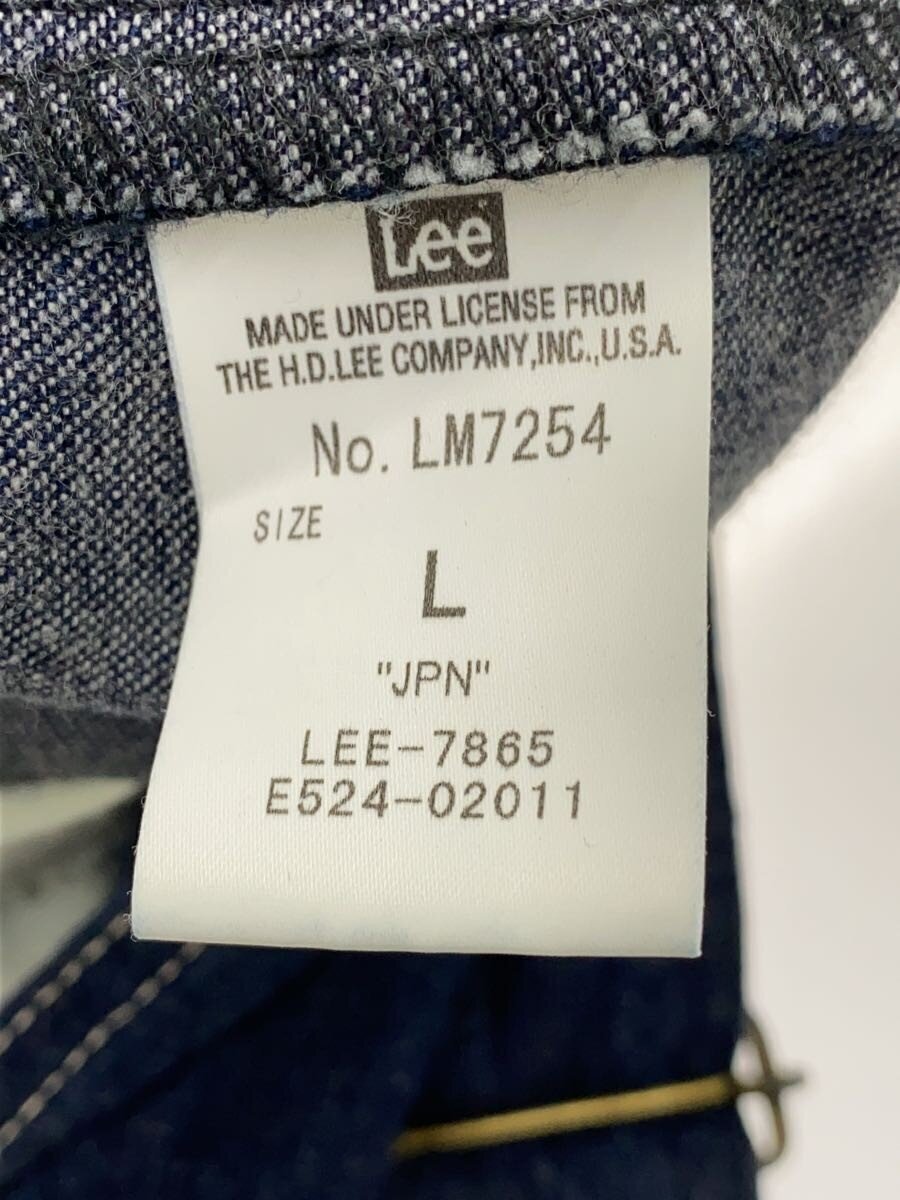 Lee
MADE UNDER LICENSE FROM
THE H.D.LEE COMPANY,INC.,U.S.A.
No. LM7254
SIZE
L
"JPN"
LEE-7865
E524-02011